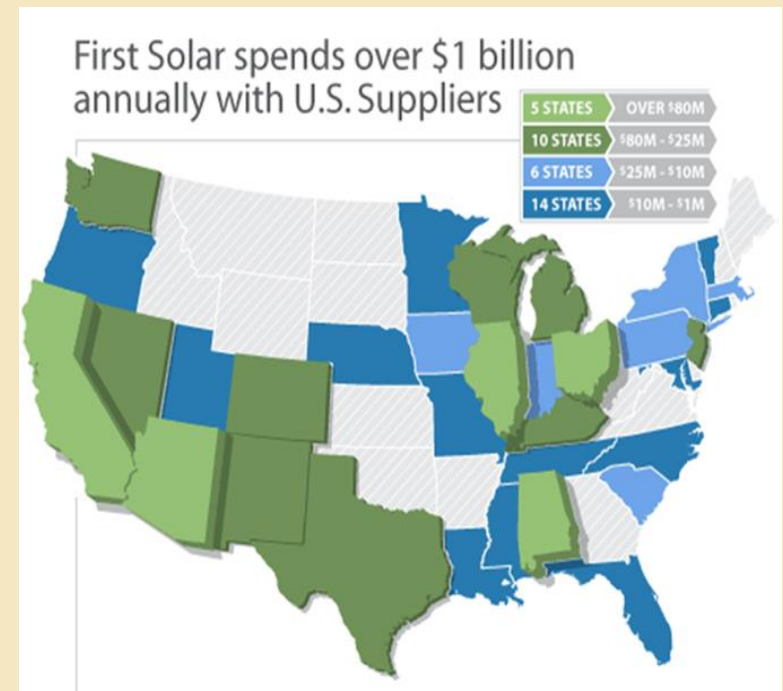 First Solar spends over $1 billion
annually with U.S. Suppliers
5 STATES OVER $80M
10 STATES $80M - $25M
6 STATES $25M - $10M
14 STATES $10M - $1M